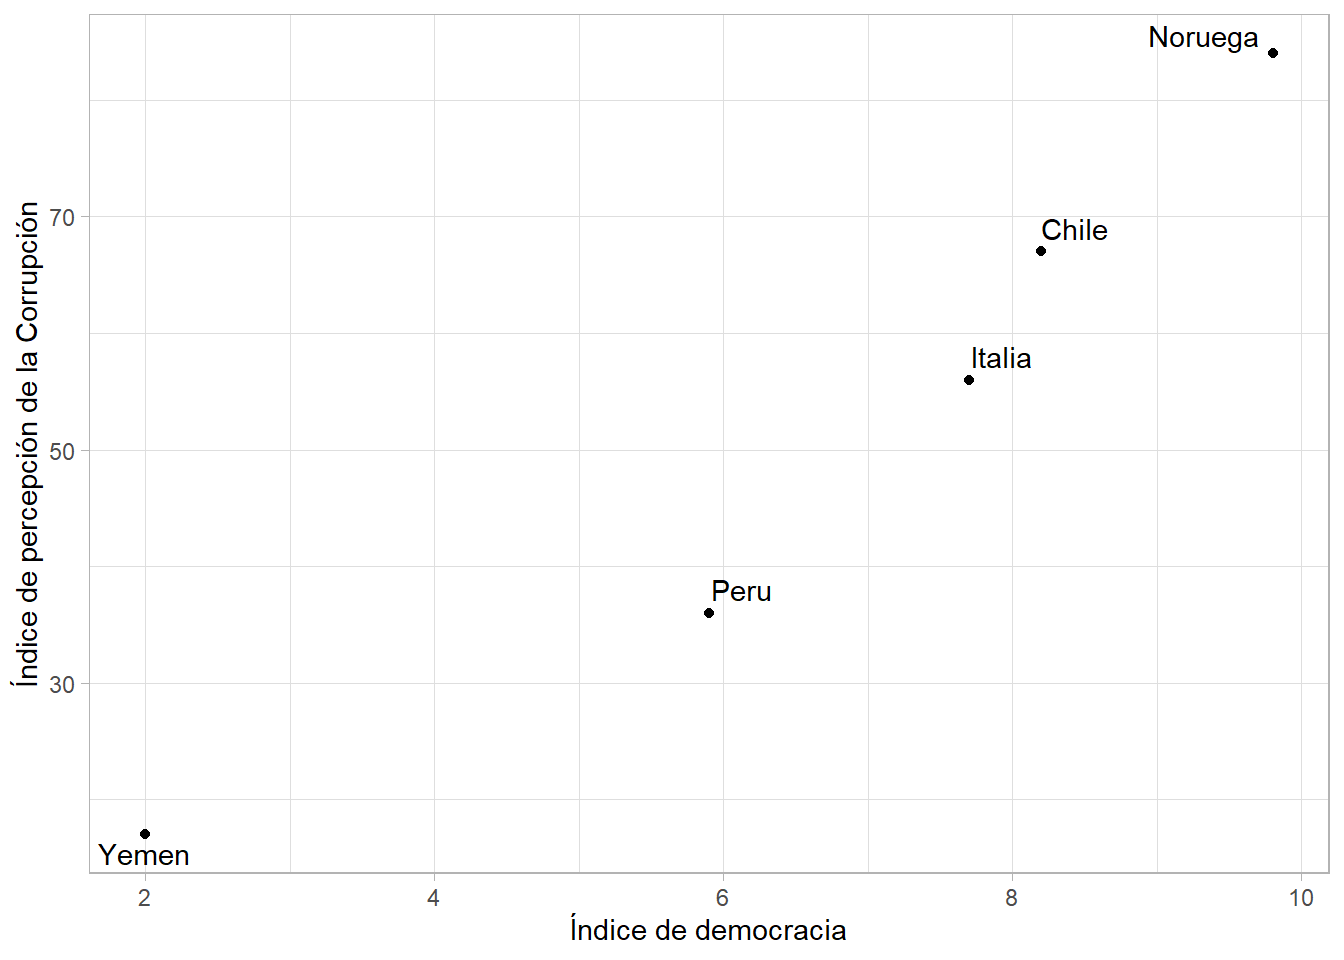 Noruega
Chile
Italia
Peru
Yemen
70
50
30
2 4 6 8 10
Índice de democracia
Índice de percepción de la Corrupción